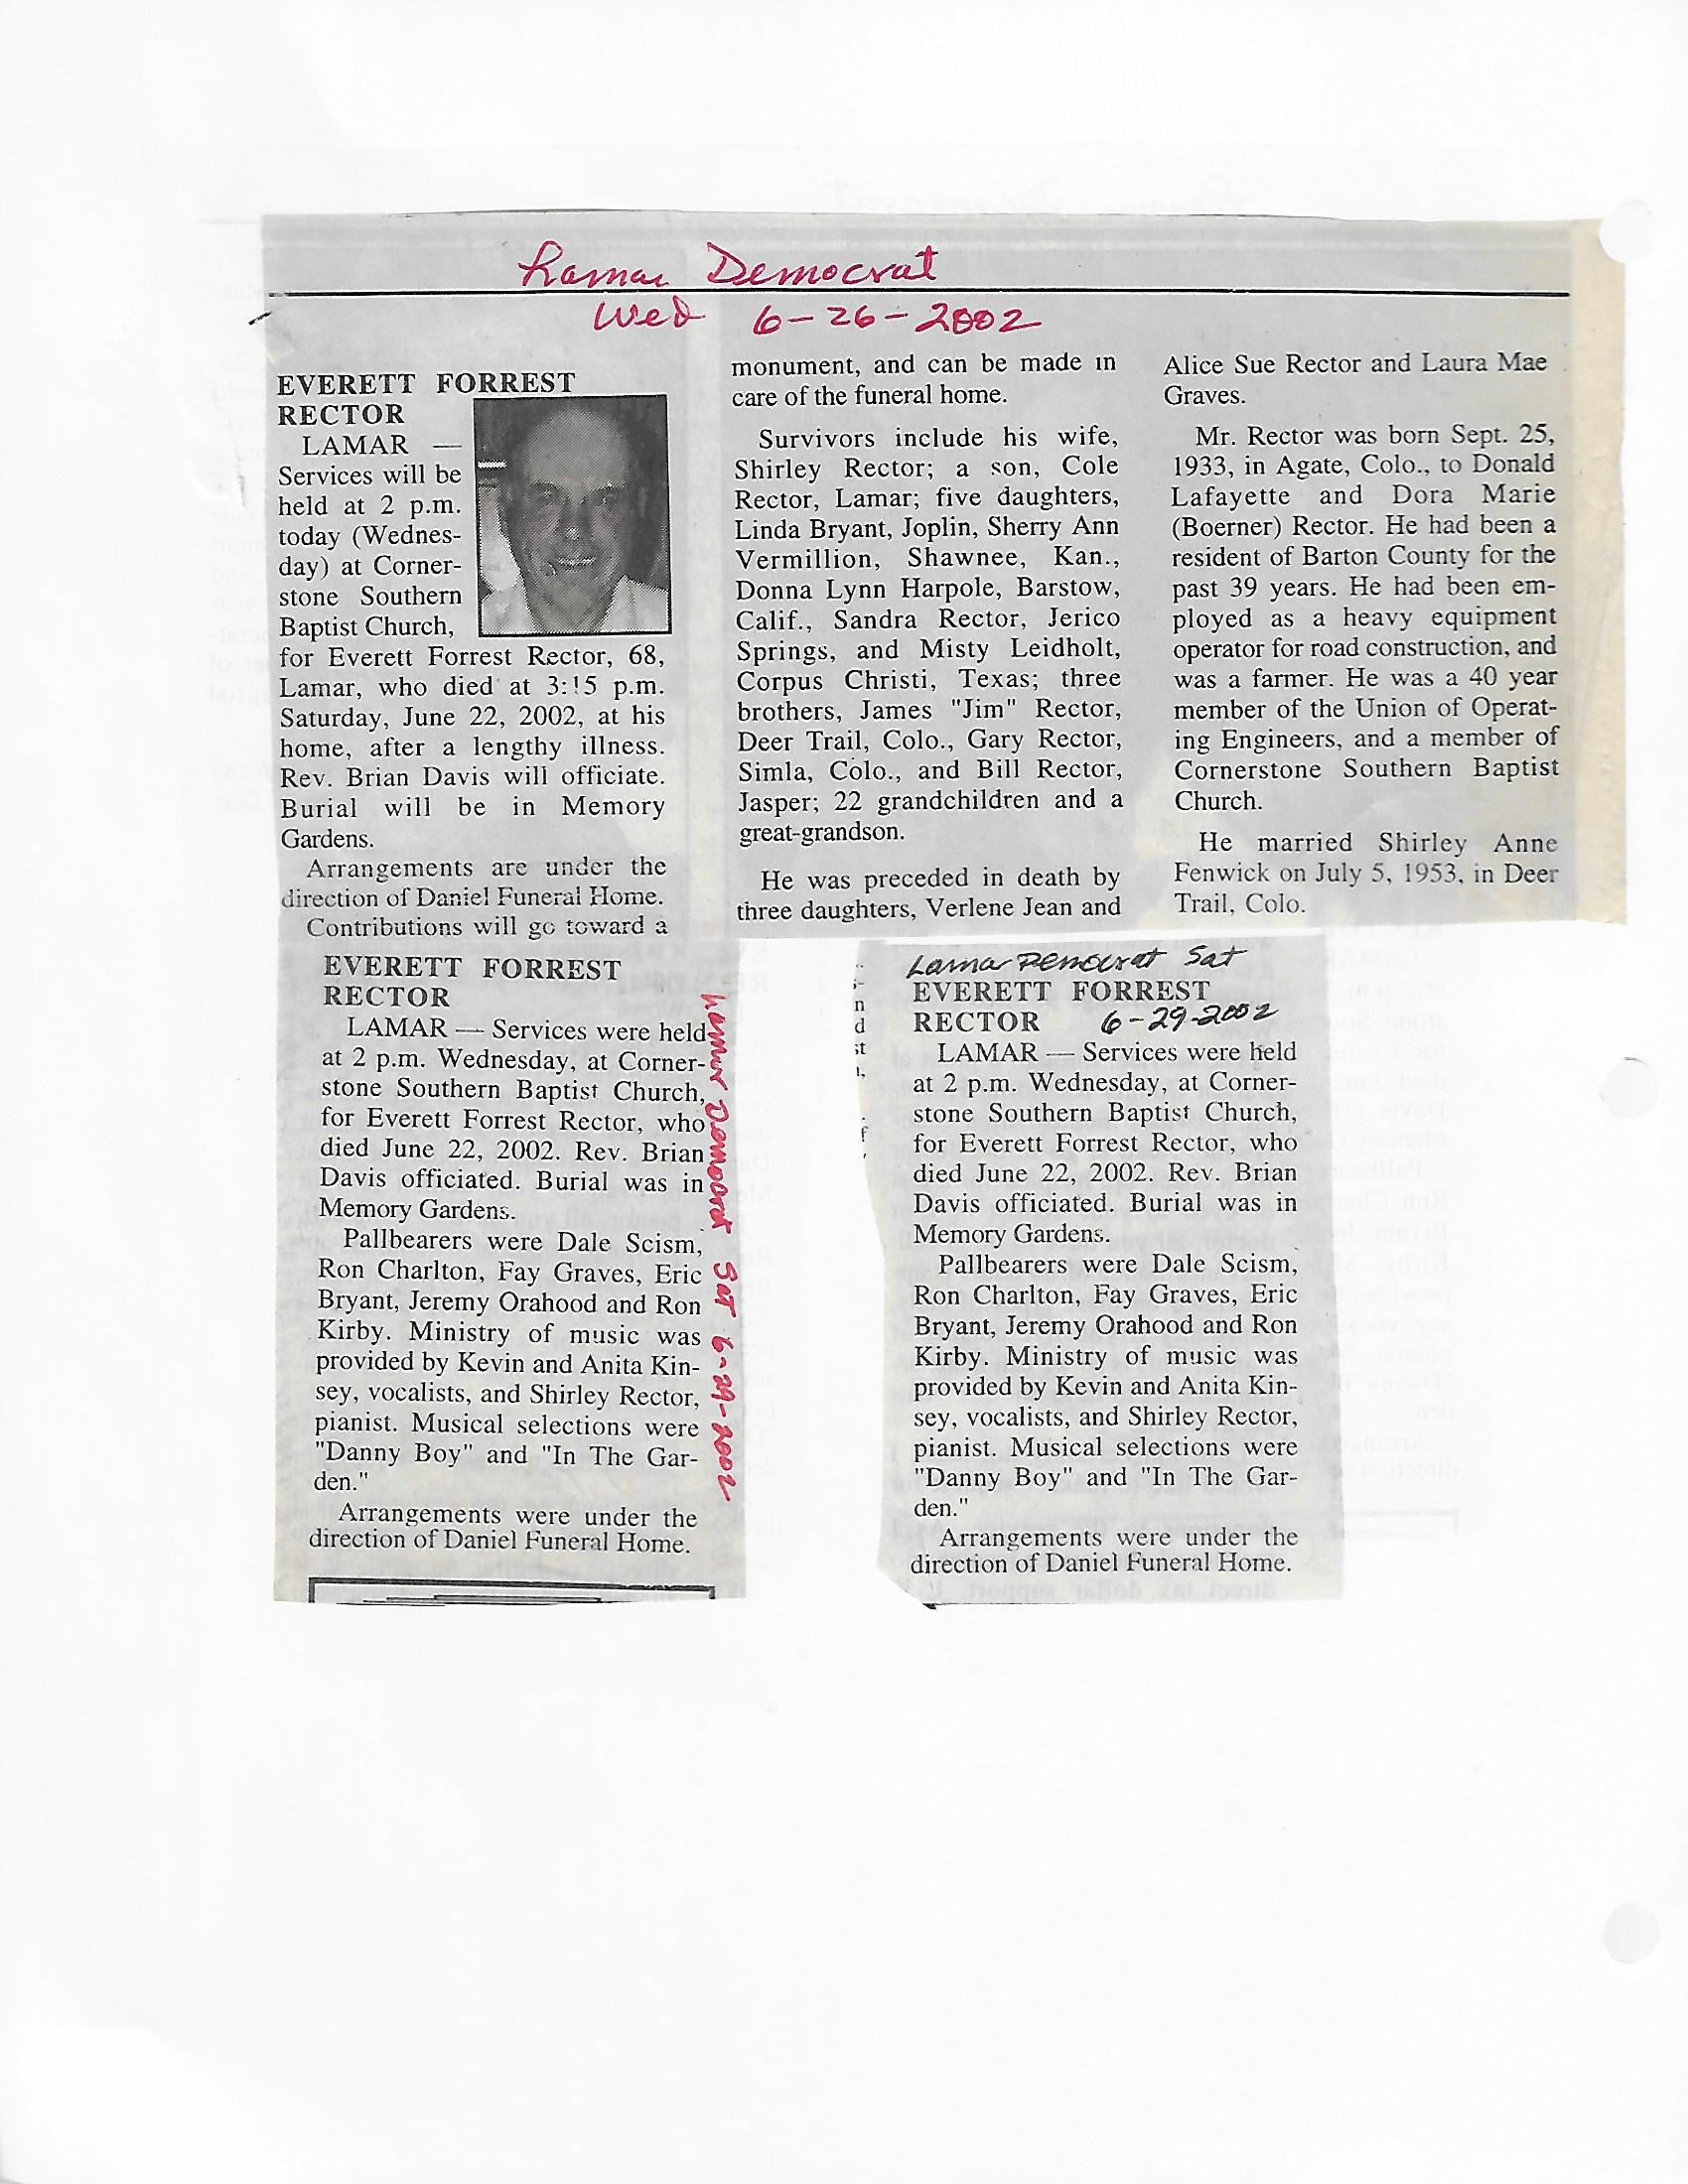 Lamar Democrat
Wed 6-26-2002
EVERETT FORREST
RECTOR
LAMAR —
Services will be
held at 2 p.m.
today (Wednes-
day) at Corner-
stone Southern
Baptist Church,
for Everett Forrest Rector, 68,
Lamar, who died at 3:15 p.m.
Saturday, June 22, 2002, at his
home, after a lengthy illness.
Rev. Brian Davis will officiate.
Burial will be in Memory
Gardens.
Arrangements are under the
direction of Daniel Funeral Home.
Contributions will go toward a
monument, and can be made in
care of the funeral home.
Survivors include his wife,
Shirley Rector; a son, Cole
Rector, Lamar; five daughters,
Linda Bryant, Joplin, Sherry Ann
Vermillion, Shawnee, Kan.,
Donna Lynn Harpole, Barstow,
Calif., Sandra Rector, Jerico
Springs, and Misty Leidholt,
Corpus Christi, Texas; three
brothers, James "Jim" Rector,
Deer Trail, Colo., Gary Rector,
Simla, Colo., and Bill Rector,
Jasper; 22 grandchildren and a
great-grandson.
He was preceded in death by
three daughters, Verlene Jean and
Alice Sue Rector and Laura Mae
Graves.
Mr. Rector was born Sept. 25,
1933, in Agate, Colo., to Donald
Lafayette and Dora Marie
(Boerner) Rector. He had been a
resident of Barton County for the
past 39 years. He had been em-
ployed as a heavy equipment
operator for road construction, and
was a farmer. He was a 40 year
member of the Union of Operat-
ing Engineers, and a member of
Cornerstone Southern Baptist
Church.
He married Shirley Anne
Fenwick on July 5, 1953, in Deer
Trail, Colo.
EVERETT FORREST
RECTOR
LAMAR — Services were held
at 2 p.m. Wednesday, at Corner-
stone Southern Baptist Church,
for Everett Forrest Rector, who
died June 22, 2002. Rev. Brian
Davis officiated. Burial was in
Memory Gardens.
Pallbearers were Dale Scism,
Ron Charlton, Fay Graves, Eric
Bryant, Jeremy Orahood and Ron
Kirby. Ministry of music was
provided by Kevin and Anita Kin-
sey, vocalists, and Shirley Rector,
pianist. Musical selections were
"Danny Boy" and "In The Gar-
den."
Arrangements were under the
direction of Daniel Funeral Home.
Lamar Democrat Sat 6-29-2002
Lamar Democrat Sat
EVERETT FORREST
RECTOR 6-29-2002
LAMAR — Services were held
at 2 p.m. Wednesday, at Corner-
stone Southern Baptist Church,
for Everett Forrest Rector, who
died June 22, 2002. Rev. Brian
Davis officiated. Burial was in
Memory Gardens.
Pallbearers were Dale Scism,
Ron Charlton, Fay Graves, Eric
Bryant, Jeremy Orahood and Ron
Kirby. Ministry of music was
provided by Kevin and Anita Kin-
sey, vocalists, and Shirley Rector,
pianist. Musical selections were
"Danny Boy" and "In The Gar-
den."
Arrangements were under the
direction of Daniel Funeral Home.